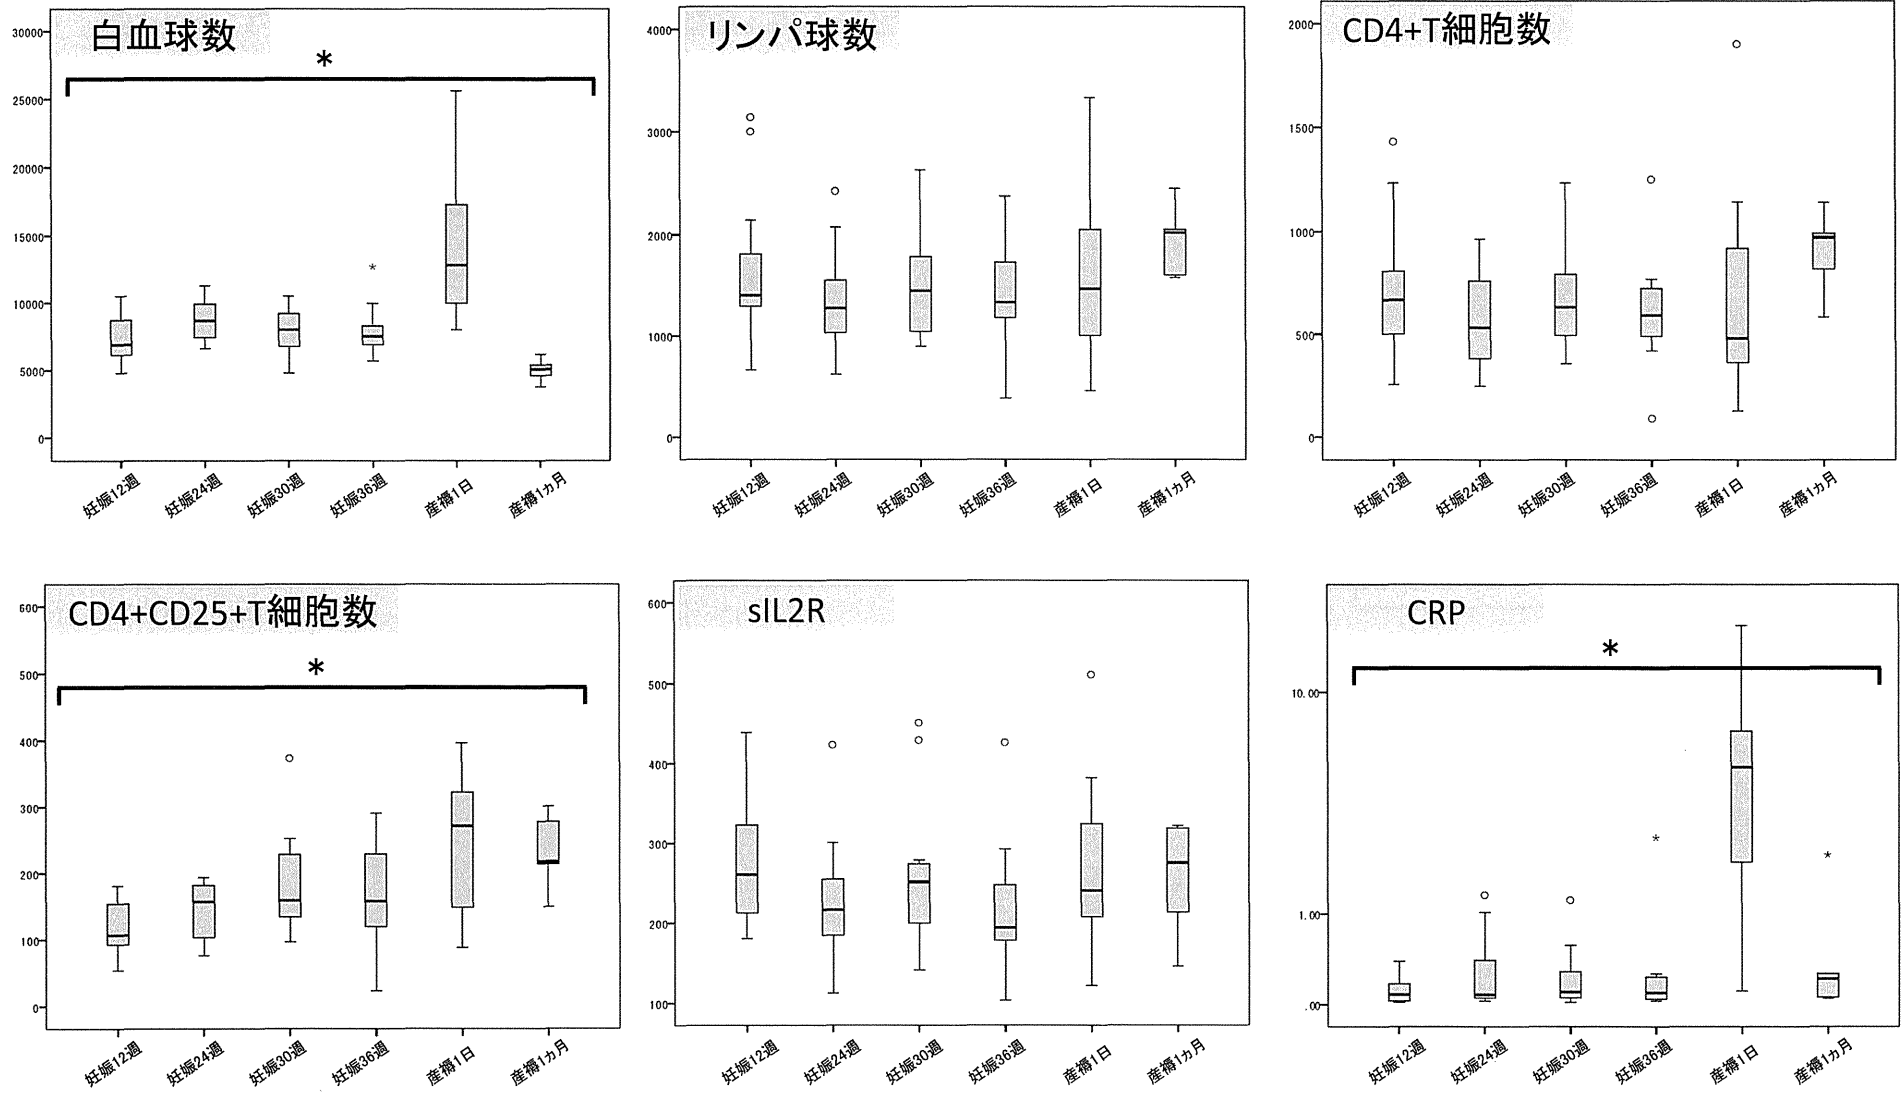 白血球数
*
30000
25000
20000
15000
10000
5000
0
*
妊娠12週
妊娠24週
妊娠30週
妊娠36週
産褥1日
産褥1ヵ月
リンパ球数
4000
3000
2000
1000
0
妊娠12週
妊娠24週
妊娠30週
妊娠36週
産褥1日
産褥1ヵ月
CD4+T細胞数
2000
1500
1000
500
0
妊娠12週
妊娠24週
妊娠30週
妊娠36週
産褥1日
産褥1ヵ月
CD4+CD25+T細胞数
*
600
500
400
300
200
100
0
妊娠12週
妊娠24週
妊娠30週
妊娠36週
産褥1日
産褥1ヵ月
sIL2R
600
500
400
300
200
100
妊娠12週
妊娠24週
妊娠30週
妊娠36週
産褥1日
産褥1ヵ月
CRP
*
10.00
1.00
.00
*
*
妊娠12週
妊娠24週
妊娠30週
妊娠36週
産褥1日
産褥1ヵ月